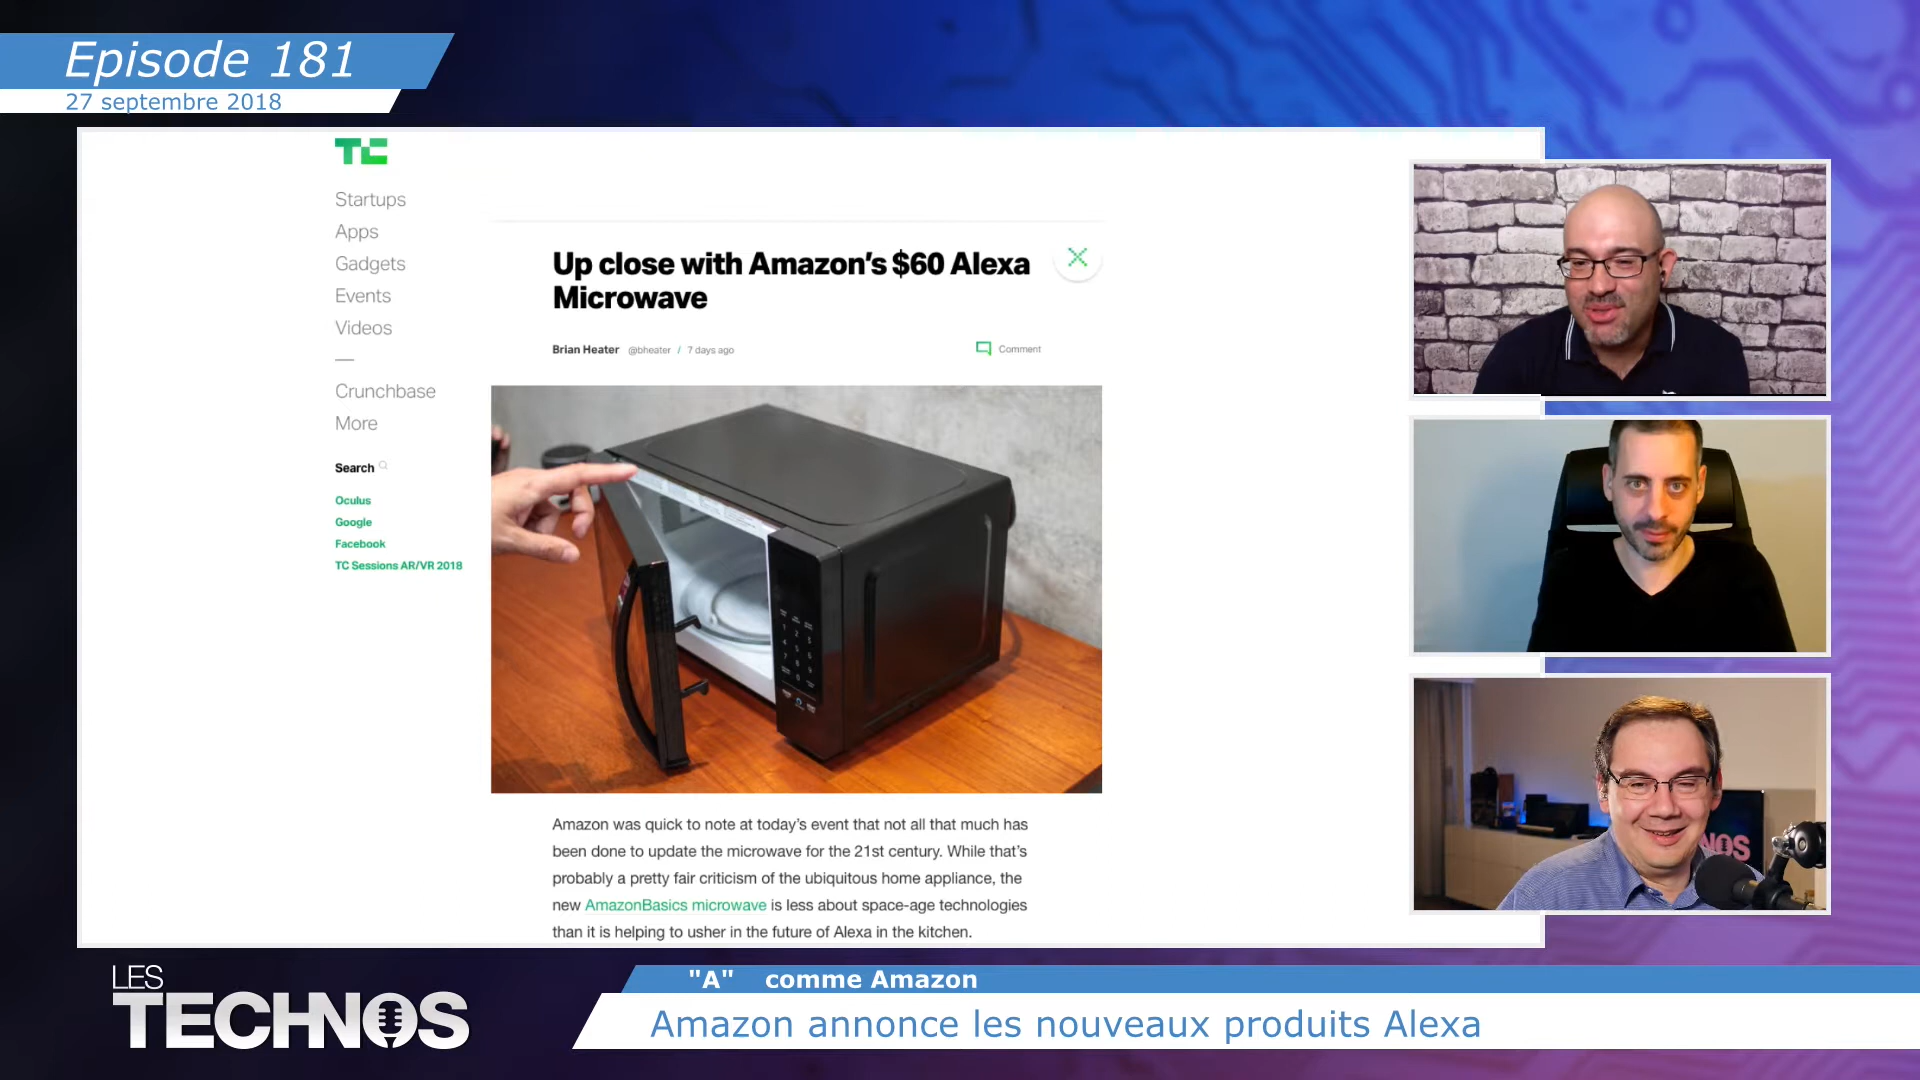 Episode 181
27 septembre 2018
TC
Startups
Apps
Gadgets
Events
Videos
—
Crunchbase
More
Search
Oculus
Google
Facebook
TC Sessions AR/VR 2018
Up close with Amazon's $60 Alexa
Microwave
Brian Heater @bheater / 7 days ago
Comment
Amazon was quick to note at today's event that not all that much has
been done to update the microwave for the 21st century. While that's
probably a pretty fair criticism of the ubiquitous home appliance, the
new AmazonBasics microwave is less about space-age technologies
than it is helping to usher in the future of Alexa in the kitchen.
NOS
LES
TECHNOS
"A" comme Amazon
Amazon annonce les nouveaux produits Alexa